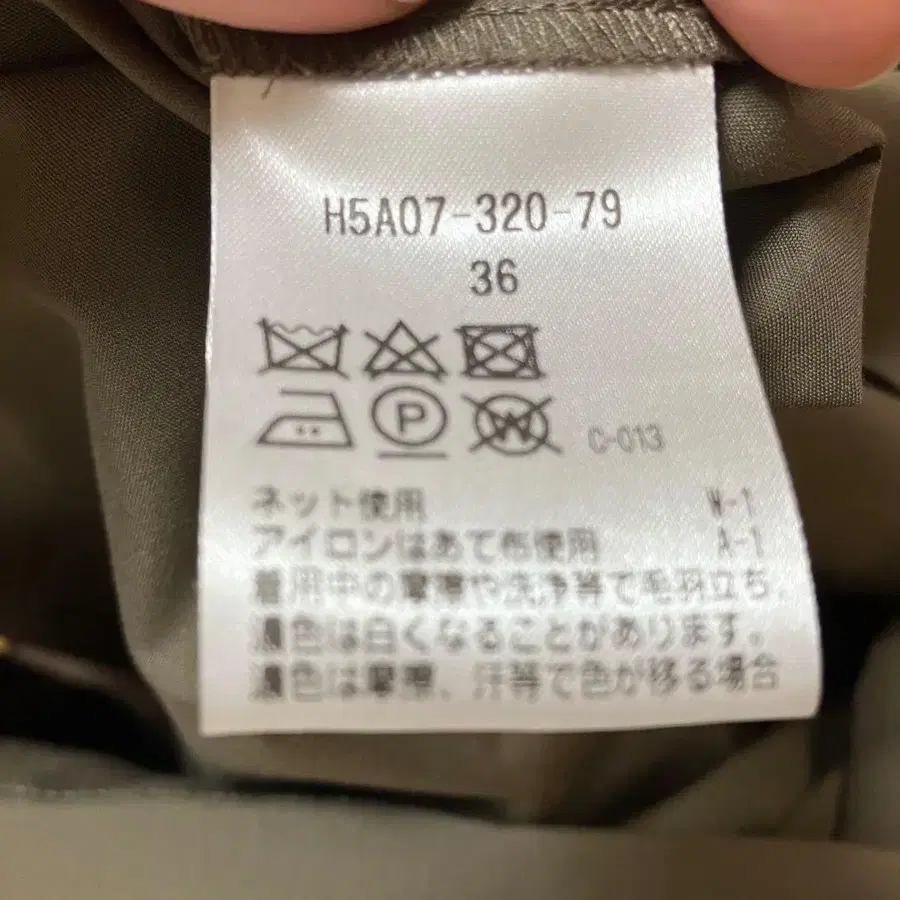 H5A07-320-79
36
P W C-013
ネット使用 W-1
アイロンはあて布使用 A-1
着用中の摩擦や洗浄等で毛羽立ち、
濃色は白くなることがあります。
濃色は摩擦、汗等で色が移る場合